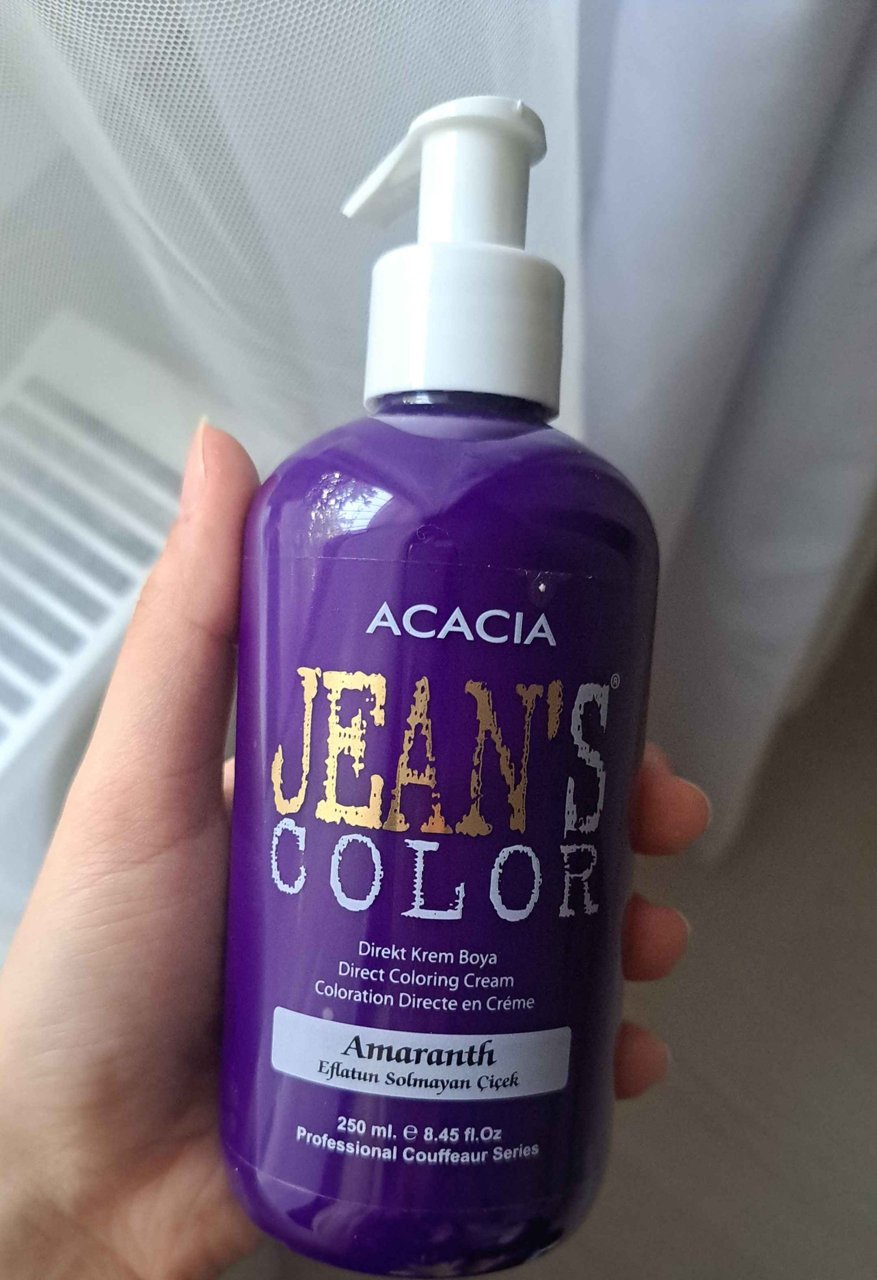 ACACIA
JEAN'S®
COLOR
Direkt Krem Boya
Direct Coloring Cream
Coloration Directe en Créme
Amaranth
Eflatun Solmayan Çiçek
250 ml. ℮ 8.45 fl.Oz
Professional Couffeaur Series